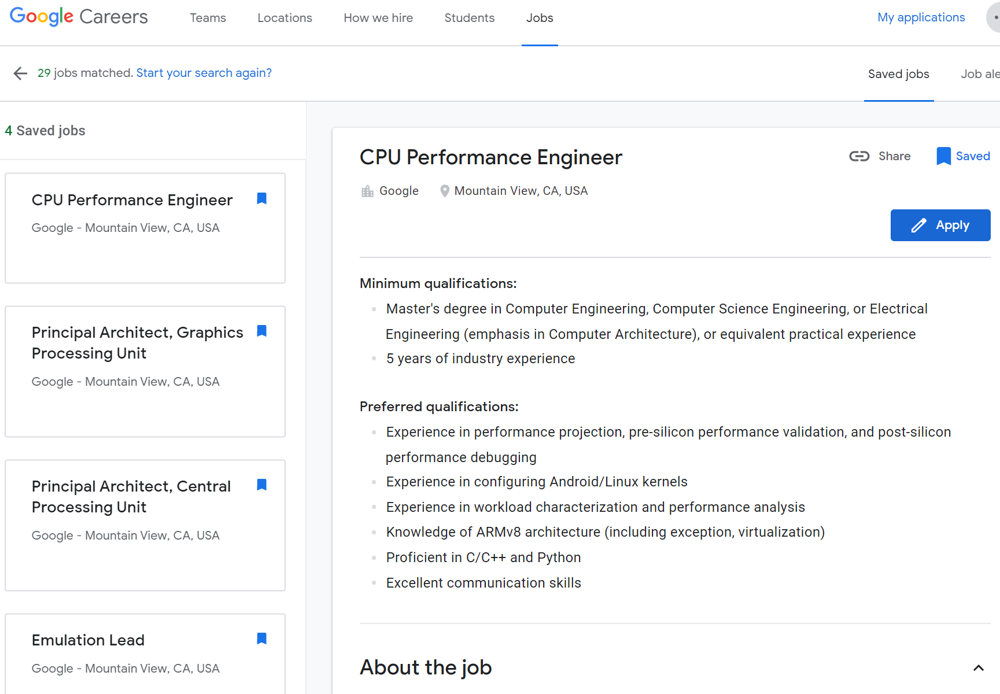 Google Careers
Teams
Locations
How we hire
Students
Jobs
My applications
29 jobs matched. Start your search again?
Saved jobs
Job ale
4 Saved jobs
CPU Performance Engineer
Google - Mountain View, CA, USA
Principal Architect, Graphics
Processing Unit
Google - Mountain View, CA, USA
Principal Architect, Central
Processing Unit
Google - Mountain View, CA, USA
Emulation Lead
Google - Mountain View, CA, USA
CPU Performance Engineer
Share
Saved
Google
Mountain View, CA, USA
Apply
Minimum qualifications:
Master's degree in Computer Engineering, Computer Science Engineering, or Electrical
Engineering (emphasis in Computer Architecture), or equivalent practical experience
5 years of industry experience
Preferred qualifications:
Experience in performance projection, pre-silicon performance validation, and post-silicon
performance debugging
Experience in configuring Android/Linux kernels
Experience in workload characterization and performance analysis
Knowledge of ARMv8 architecture (including exception, virtualization)
Proficient in C/C++ and Python
Excellent communication skills
About the job